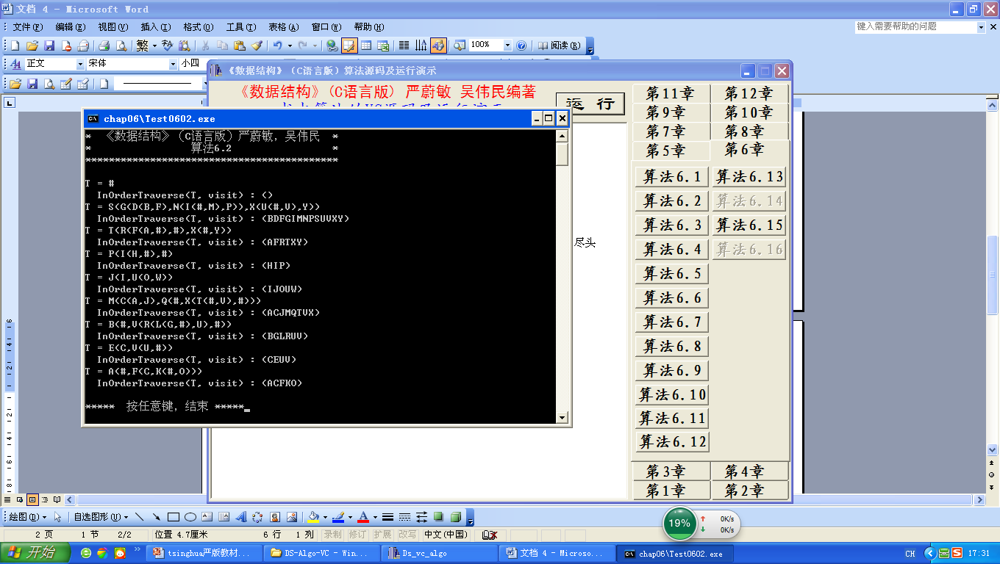 文档 4 - Microsoft Word
文件(F) 编辑(E) 视图(V) 插入(I) 格式(O) 工具(T) 表格(A) 窗口(W) 帮助(H) 键入需要帮助的问题
繁 100% 阅读(R)
正文 宋体 小四
《数据结构》（C语言版）算法源码及运行演示
《数据结构》(C语言版) 严蔚敏 吴伟民编著
运 行
第11章 第12章
第9章 第10章
第7章 第8章
第5章 第6章
算法6.1 算法6.13
算法6.2 算法6.14
算法6.3 算法6.15
算法6.4 算法6.16
算法6.5
算法6.6
算法6.7
算法6.8
算法6.9
算法6.10
算法6.11
算法6.12
第3章 第4章
第1章 第2章
尽头
chap06\Test0602.exe
* 《数据结构》（C语言版）严蔚敏，吴伟民 *
* 算法6.2 *
*******************************************
T = #
InOrderTraverse(T, visit) : ()
T = S(G(D(B,F),N(I(#,M),P)),X(U(#,V),Y))
InOrderTraverse(T, visit) : (BDFGIMNPSUVXY)
T = T(R(F(A,#),#),X(#,Y))
InOrderTraverse(T, visit) : (AFRTXY)
T = P(I(H,#),#)
InOrderTraverse(T, visit) : (HIP)
T = J(I,U(O,W))
InOrderTraverse(T, visit) : (IJOUW)
T = M(C(A,J),Q(#,X(T(#,V),#)))
InOrderTraverse(T, visit) : (ACJMQTVX)
T = B(#,V(R(L(G,#),U),#))
InOrderTraverse(T, visit) : (BGLRUV)
T = E(C,V(U,#))
InOrderTraverse(T, visit) : (CEUV)
T = A(#,F(C,K(#,O)))
InOrderTraverse(T, visit) : (ACFKO)
***** 按任意键，结束 *****
绘图(D) 自选图形(U)
2 页 1 节 2/2 位置 4.7厘米 6 行 1 列 录制 修订 扩展 改写 中文(中国)
19% 0K/s
0K/s
开始 tsinghua严版教材... DS-Algo-VC - Win... Ds_vc_algo 文档 4 - Microso... chap06\Test0602.exe CH 17:31